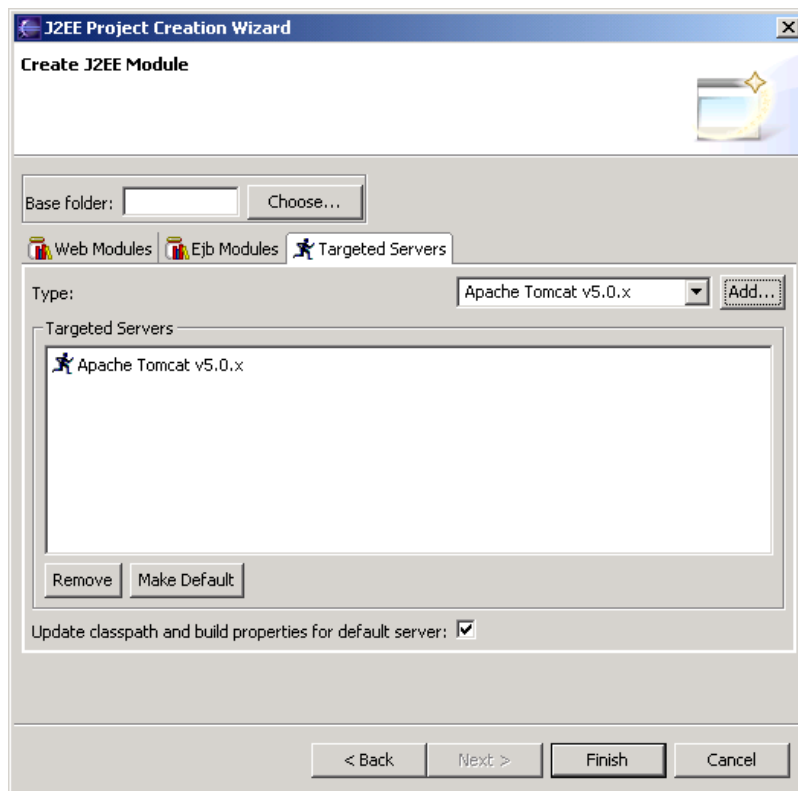 J2EE Project Creation Wizard
Create J2EE Module
Base folder: Choose...
Web Modules Ejb Modules Targeted Servers
Type: Apache Tomcat v5.0.x Add...
Targeted Servers
Apache Tomcat v5.0.x
Remove Make Default
Update classpath and build properties for default server:
< Back Next > Finish Cancel